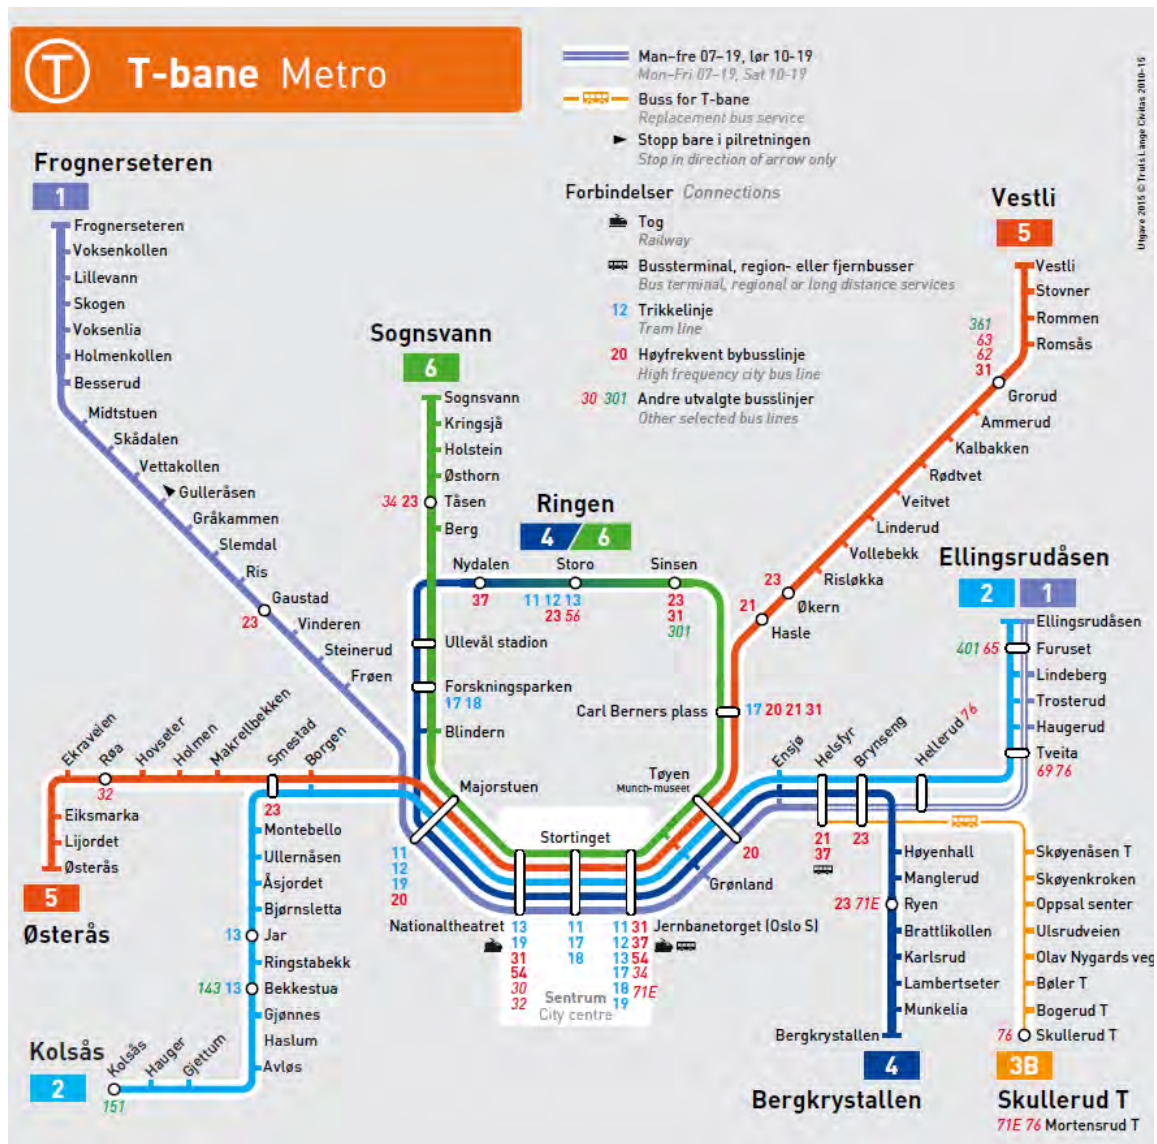 T-bane Metro
T
Man–fre 07–19, lør 10-19
Mon–Fri 07–19, Sat 10-19
Buss for T-bane
Replacement bus service
Stopp bare i pilretningen
Stop in direction of arrow only
Forbindelser Connections
Tog
Railway
Bussterminal, region- eller fjernbusser
Bus terminal, regional or long distance services
12 Trikkelinje
Tram line
20 Høyfrekvent bybusslinje
High frequency city bus line
30 301 Andre utvalgte busslinjer
Other selected bus lines
Utgave 2015 © Truls Lange Civitas 2010-15
Frognerseteren
1
Frognerseteren
Voksenkollen
Lillevann
Skogen
Voksenlia
Holmenkollen
Besserud
Midtstuen
Skådalen
Vettakollen
Gulleråsen
Gråkammen
Slemdal
Ris
Gaustad
23
Vinderen
Steinerud
Frøen
Sognsvann
6
Sognsvann
Kringsjå
Holstein
Østhorn
34 23 Tåsen
Berg
Ringen
4/6
Nydalen
37
Storo
11 12 13
23 56
Sinsen
23
31
301
Ullevål stadion
Forskningsparken
17 18
Blindern
Vestli
5
Vestli
Stovner
Rommen
Romsås
361
63
62
31
Grorud
Ammerud
Kalbakken
Rødtvet
Veitvet
Linderud
Vollebekk
Risløkka
23
Økern
21
Hasle
Carl Berners plass 17 20 21 31
Ellingsrudåsen
2 1
Ellingsrudåsen
401 65 Furuset
Lindeberg
Trosterud
Haugerud
Tveita
69 76
Ekraveien
Røa
32
Hovseter
Holmen
Makrellbekken
Smestad
23
Borgen
Eiksmarka
Lijordet
Østerås
5
Østerås
Montebello
Ullernåsen
Åsjordet
Bjørnsletta
13 Jar
Ringstabekk
143 13 Bekkestua
Gjønnes
Haslum
Avløs
Gjettum
Hauger
Kolsås
151
Kolsås
2
Majorstuen
11
12
19
20
Stortinget
11
17
18
Nationaltheatret
13
19
31
54
30
32
Jernbanetorget (Oslo S)
11 31
12 37
13 54
17 34
18 71E
19
Sentrum
City centre
Tøyen
Munch-museet
20
Grønland
Ensjø
Helsfyr
21
37
Brynseng
23
Hellerud 76
Høyenhall
Manglerud
23 71E Ryen
Brattlikollen
Karlsrud
Lambertseter
Munkelia
Bergkrystallen
4
Bergkrystallen
Skøyenåsen T
Skøyenkroken
Oppsal senter
Ulsrudveien
Olav Nygards veg
Bøler T
Bogerud T
76 Skullerud T
3B
Skullerud T
71E 76 Mortensrud T